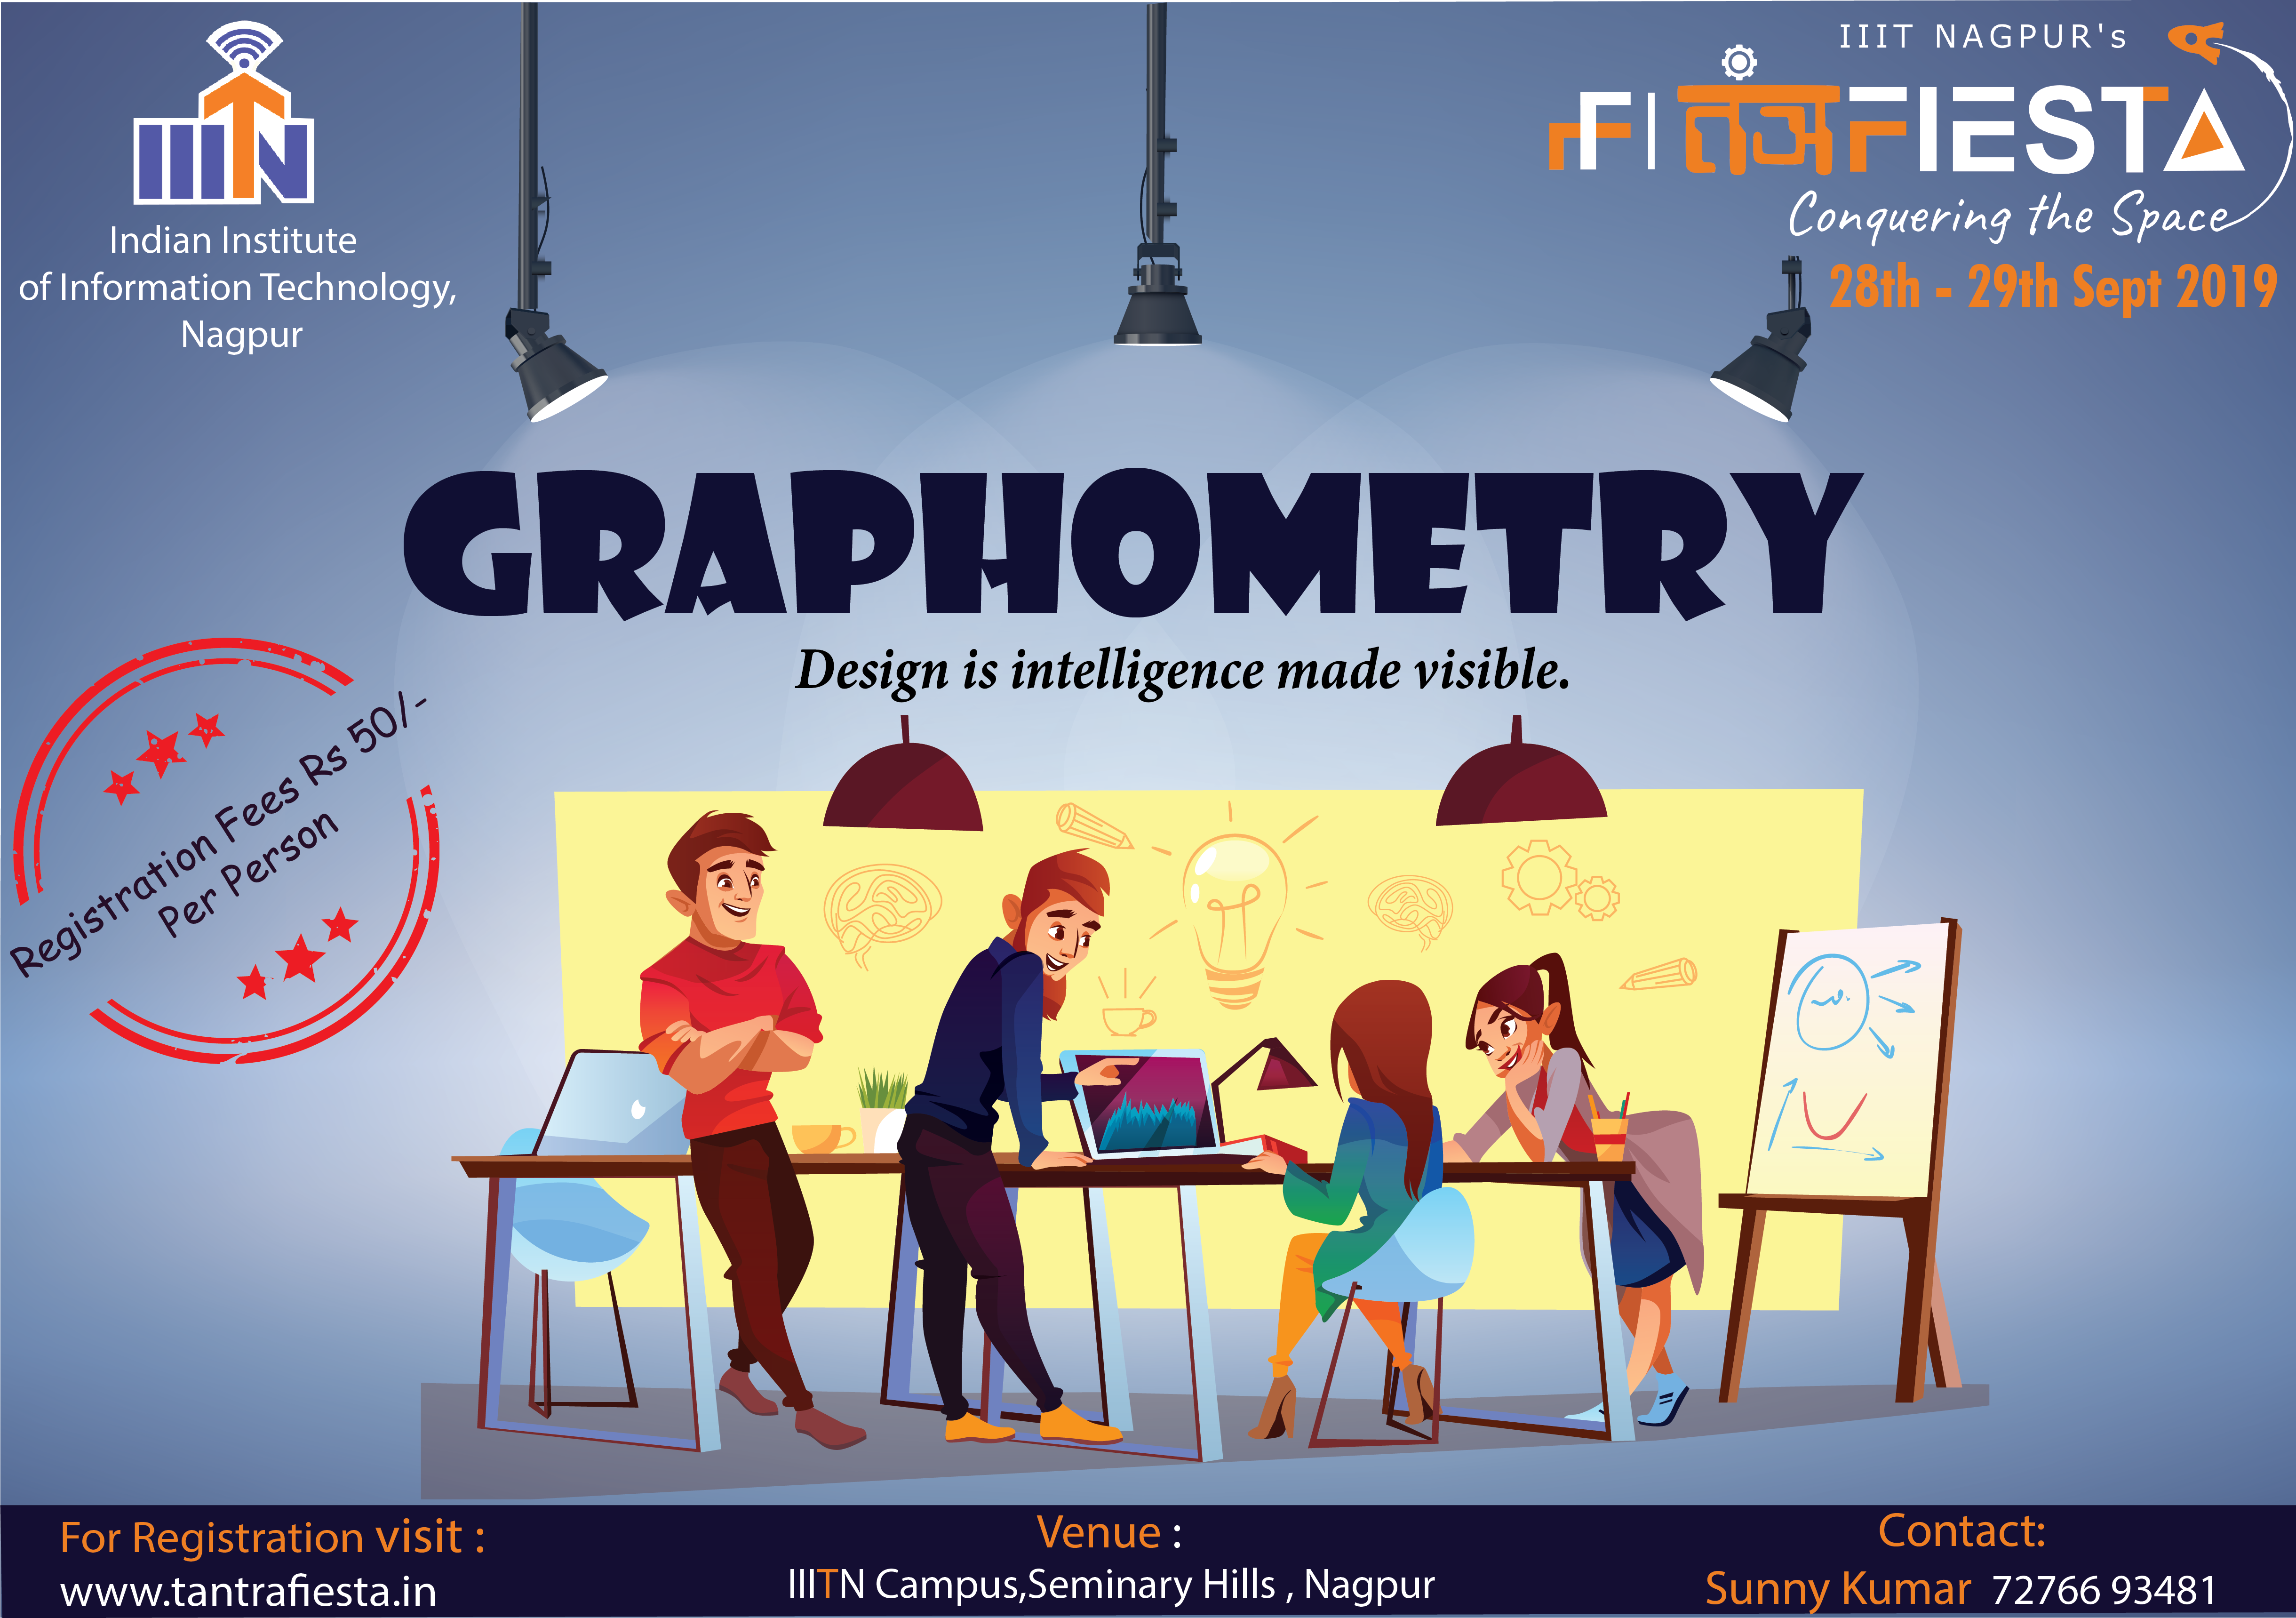 IIITN
Indian Institute
of Information Technology,
Nagpur
IIIT NAGPUR's
तंत्रFIESTA
Conquering the Space
28th - 29th Sept 2019
GRAPHOMETRY
Design is intelligence made visible.
Registration Fees Rs 50/-
Per Person
For Registration visit :
www.tantrafiesta.in
Venue :
IIITN Campus,Seminary Hills , Nagpur
Contact:
Sunny Kumar 72766 93481